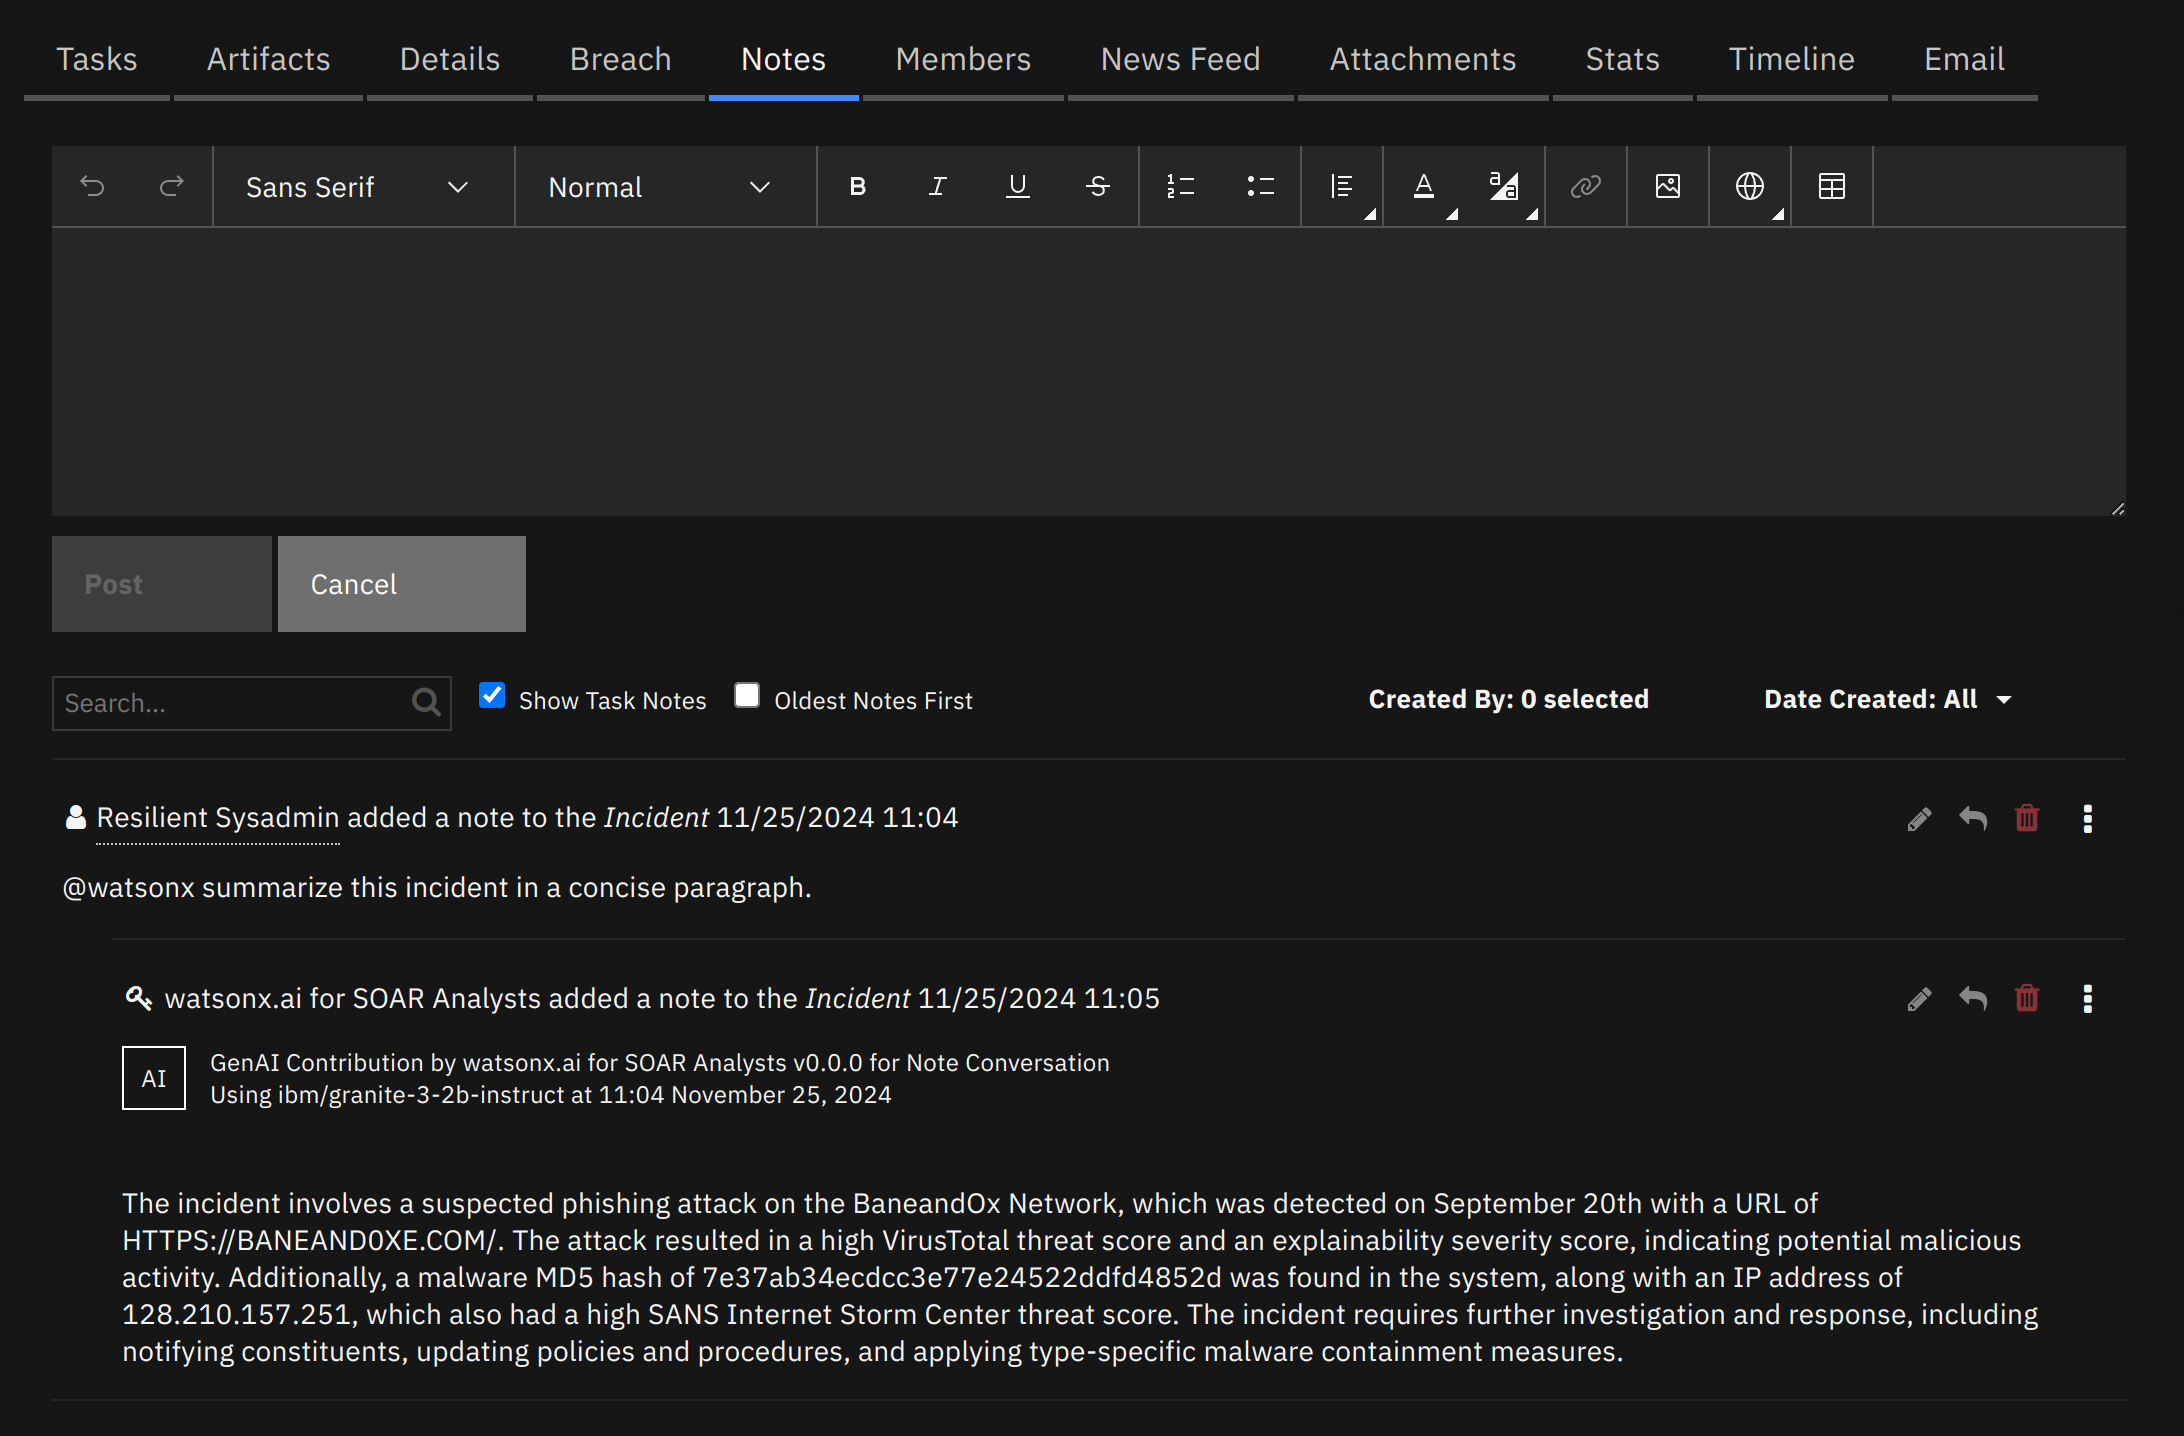 Tasks Artifacts Details Breach Notes Members News Feed Attachments Stats Timeline Email
Sans Serif Normal B I U S A a a
Post Cancel
Search... Show Task Notes Oldest Notes First Created By: 0 selected Date Created: All
Resilient Sysadmin added a note to the Incident 11/25/2024 11:04
@watsonx summarize this incident in a concise paragraph.
watsonx.ai for SOAR Analysts added a note to the Incident 11/25/2024 11:05
AI GenAI Contribution by watsonx.ai for SOAR Analysts v0.0.0 for Note Conversation
Using ibm/granite-3-2b-instruct at 11:04 November 25, 2024
The incident involves a suspected phishing attack on the BaneandOx Network, which was detected on September 20th with a URL of
HTTPS://BANEAND0XE.COM/. The attack resulted in a high VirusTotal threat score and an explainability severity score, indicating potential malicious
activity. Additionally, a malware MD5 hash of 7e37ab34ecdcc3e77e24522ddfd4852d was found in the system, along with an IP address of
128.210.157.251, which also had a high SANS Internet Storm Center threat score. The incident requires further investigation and response, including
notifying constituents, updating policies and procedures, and applying type-specific malware containment measures.